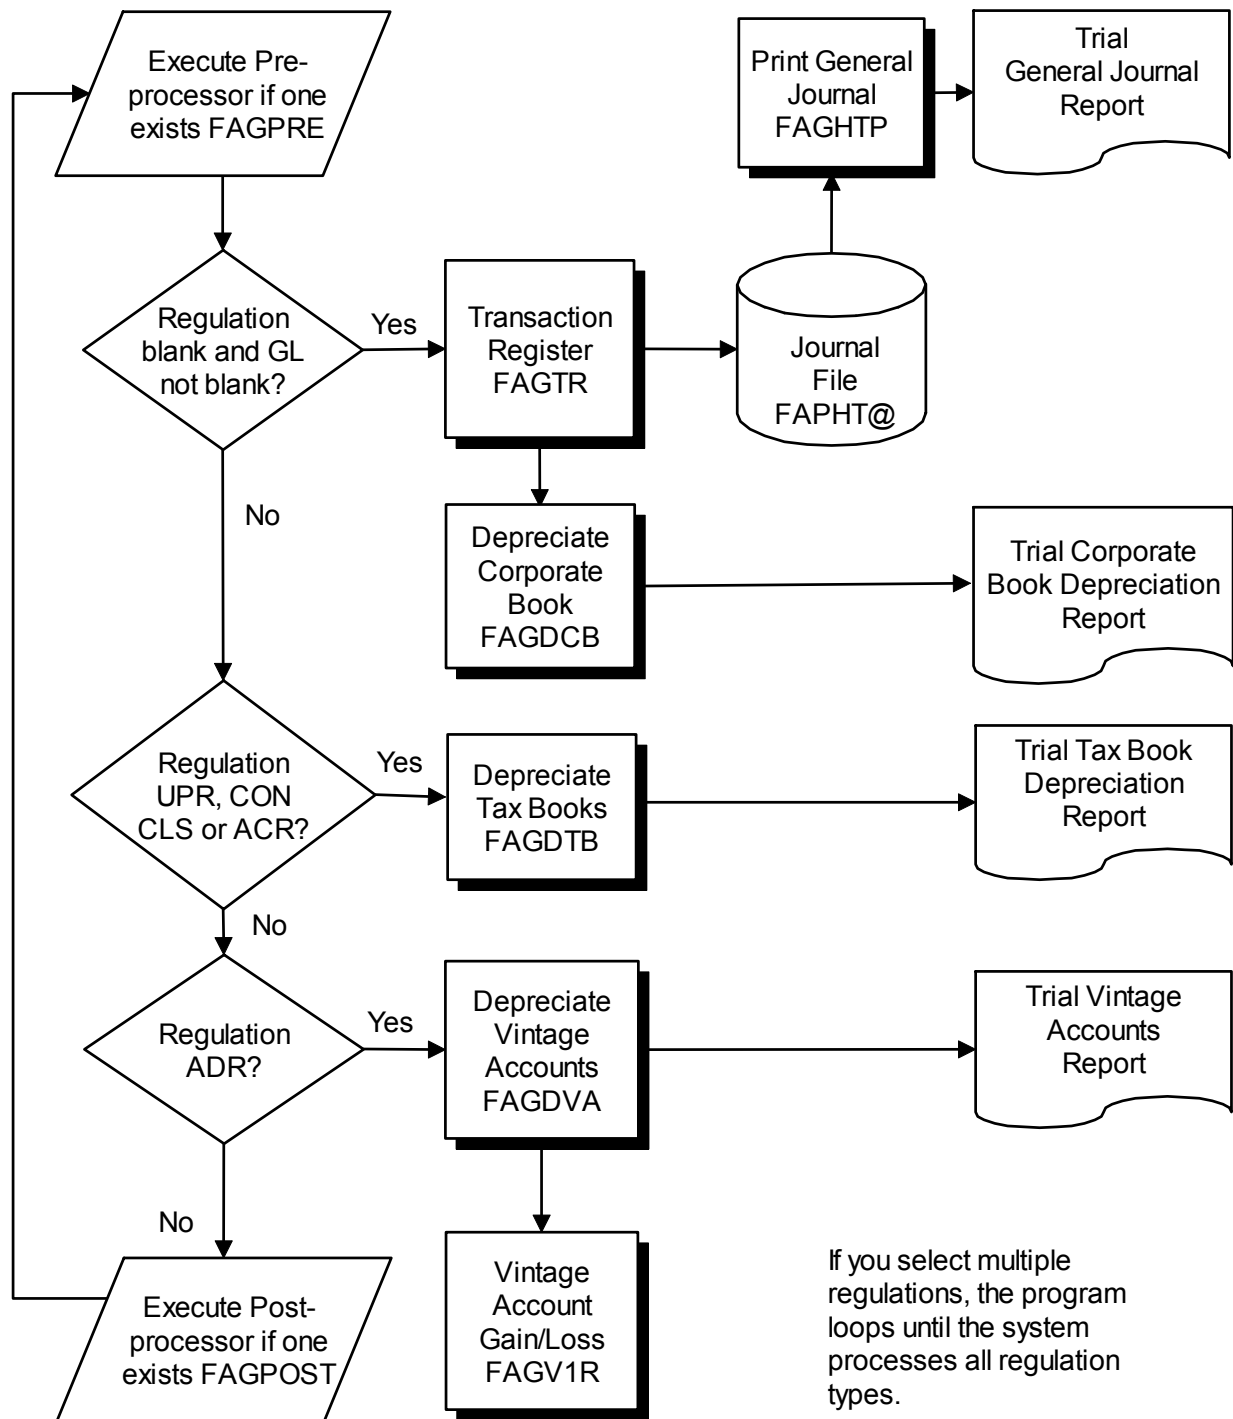 Execute Pre-
processor if one
exists FAGPRE
Print General
Journal
FAGHTP
Trial
General Journal
Report
Regulation
blank and GL
not blank?
Yes
Transaction
Register
FAGTR
Journal
File
FAPHT@
No
Depreciate
Corporate
Book
FAGDCB
Trial Corporate
Book Depreciation
Report
Regulation
UPR, CON
CLS or ACR?
Yes
Depreciate
Tax Books
FAGDTB
Trial Tax Book
Depreciation
Report
No
Regulation
ADR?
Yes
Depreciate
Vintage
Accounts
FAGDVA
Trial Vintage
Accounts
Report
No
Execute Post-
processor if one
exists FAGPOST
Vintage
Account
Gain/Loss
FAGV1R
If you select multiple
regulations, the program
loops until the system
processes all regulation
types.